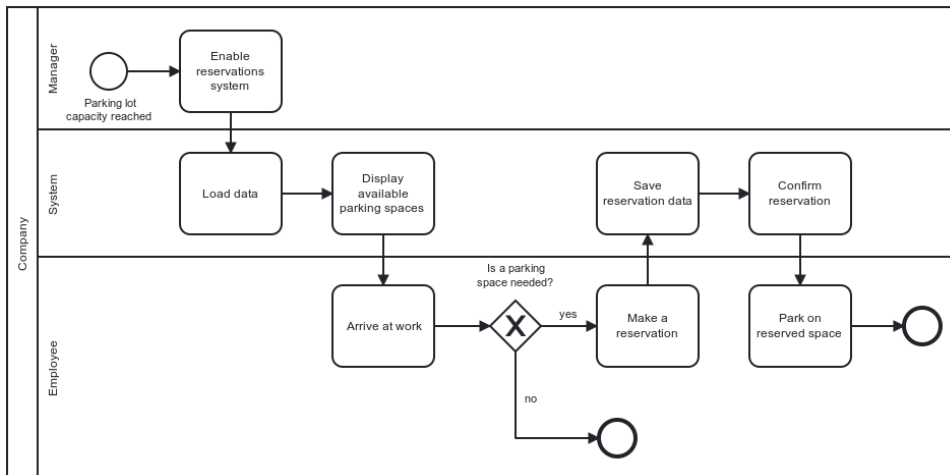 Company
Manager
Parking lot
capacity reached
Enable
reservations
system
System
Load data
Display
available
parking spaces
Save
reservation data
Confirm
reservation
Employee
Arrive at work
Is a parking
space needed?
yes
no
Make a
reservation
Park on
reserved space